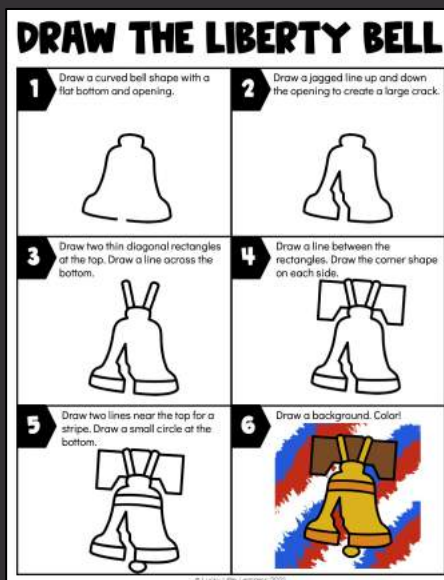 DRAW THE LIBERTY BELL
1
Draw a curved bell shape with a
flat bottom and opening.
2
Draw a jagged line up and down
the opening to create a large crack.
3
Draw two thin diagonal rectangles
at the top. Draw a line across the
bottom.
4
Draw a line between the
rectangles. Draw the corner shape
on each side.
5
Draw two lines near the top for a
stripe. Draw a small circle at the
bottom.
6
Draw a background. Color!